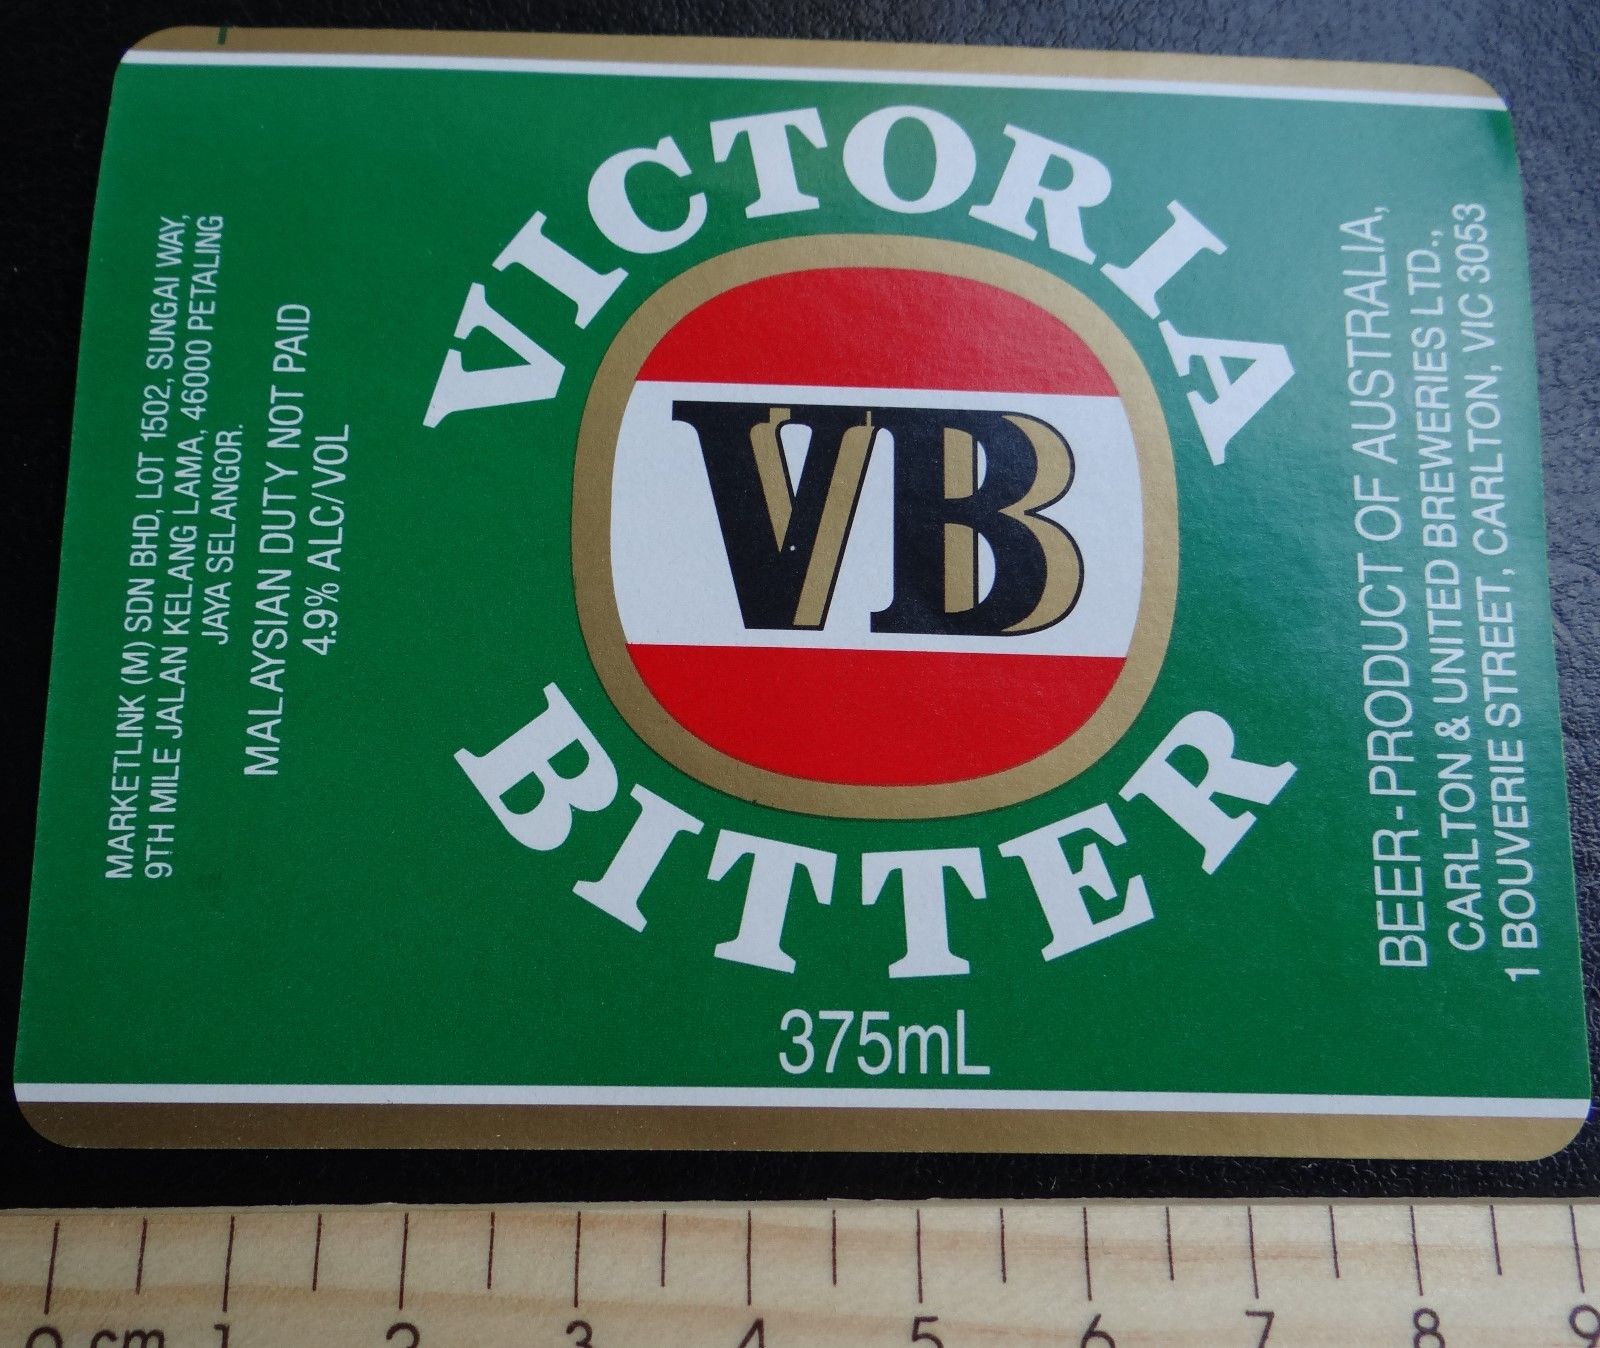 VICTORIA
VB
BITTER
375mL
MARKETLINK (M) SDN BHD, LOT 1502, SUNGAI WAY,
9TH MILE JALAN KELANG LAMA, 46000 PETALING
JAYA SELANGOR.
MALAYSIAN DUTY NOT PAID
4.9% ALC/VOL
BEER-PRODUCT OF AUSTRALIA,
CARLTON & UNITED BREWERIES LTD.,
1 BOUVERIE STREET, CARLTON, VIC 3053
0 cm 1 2 3 4 5 6 7 8 9